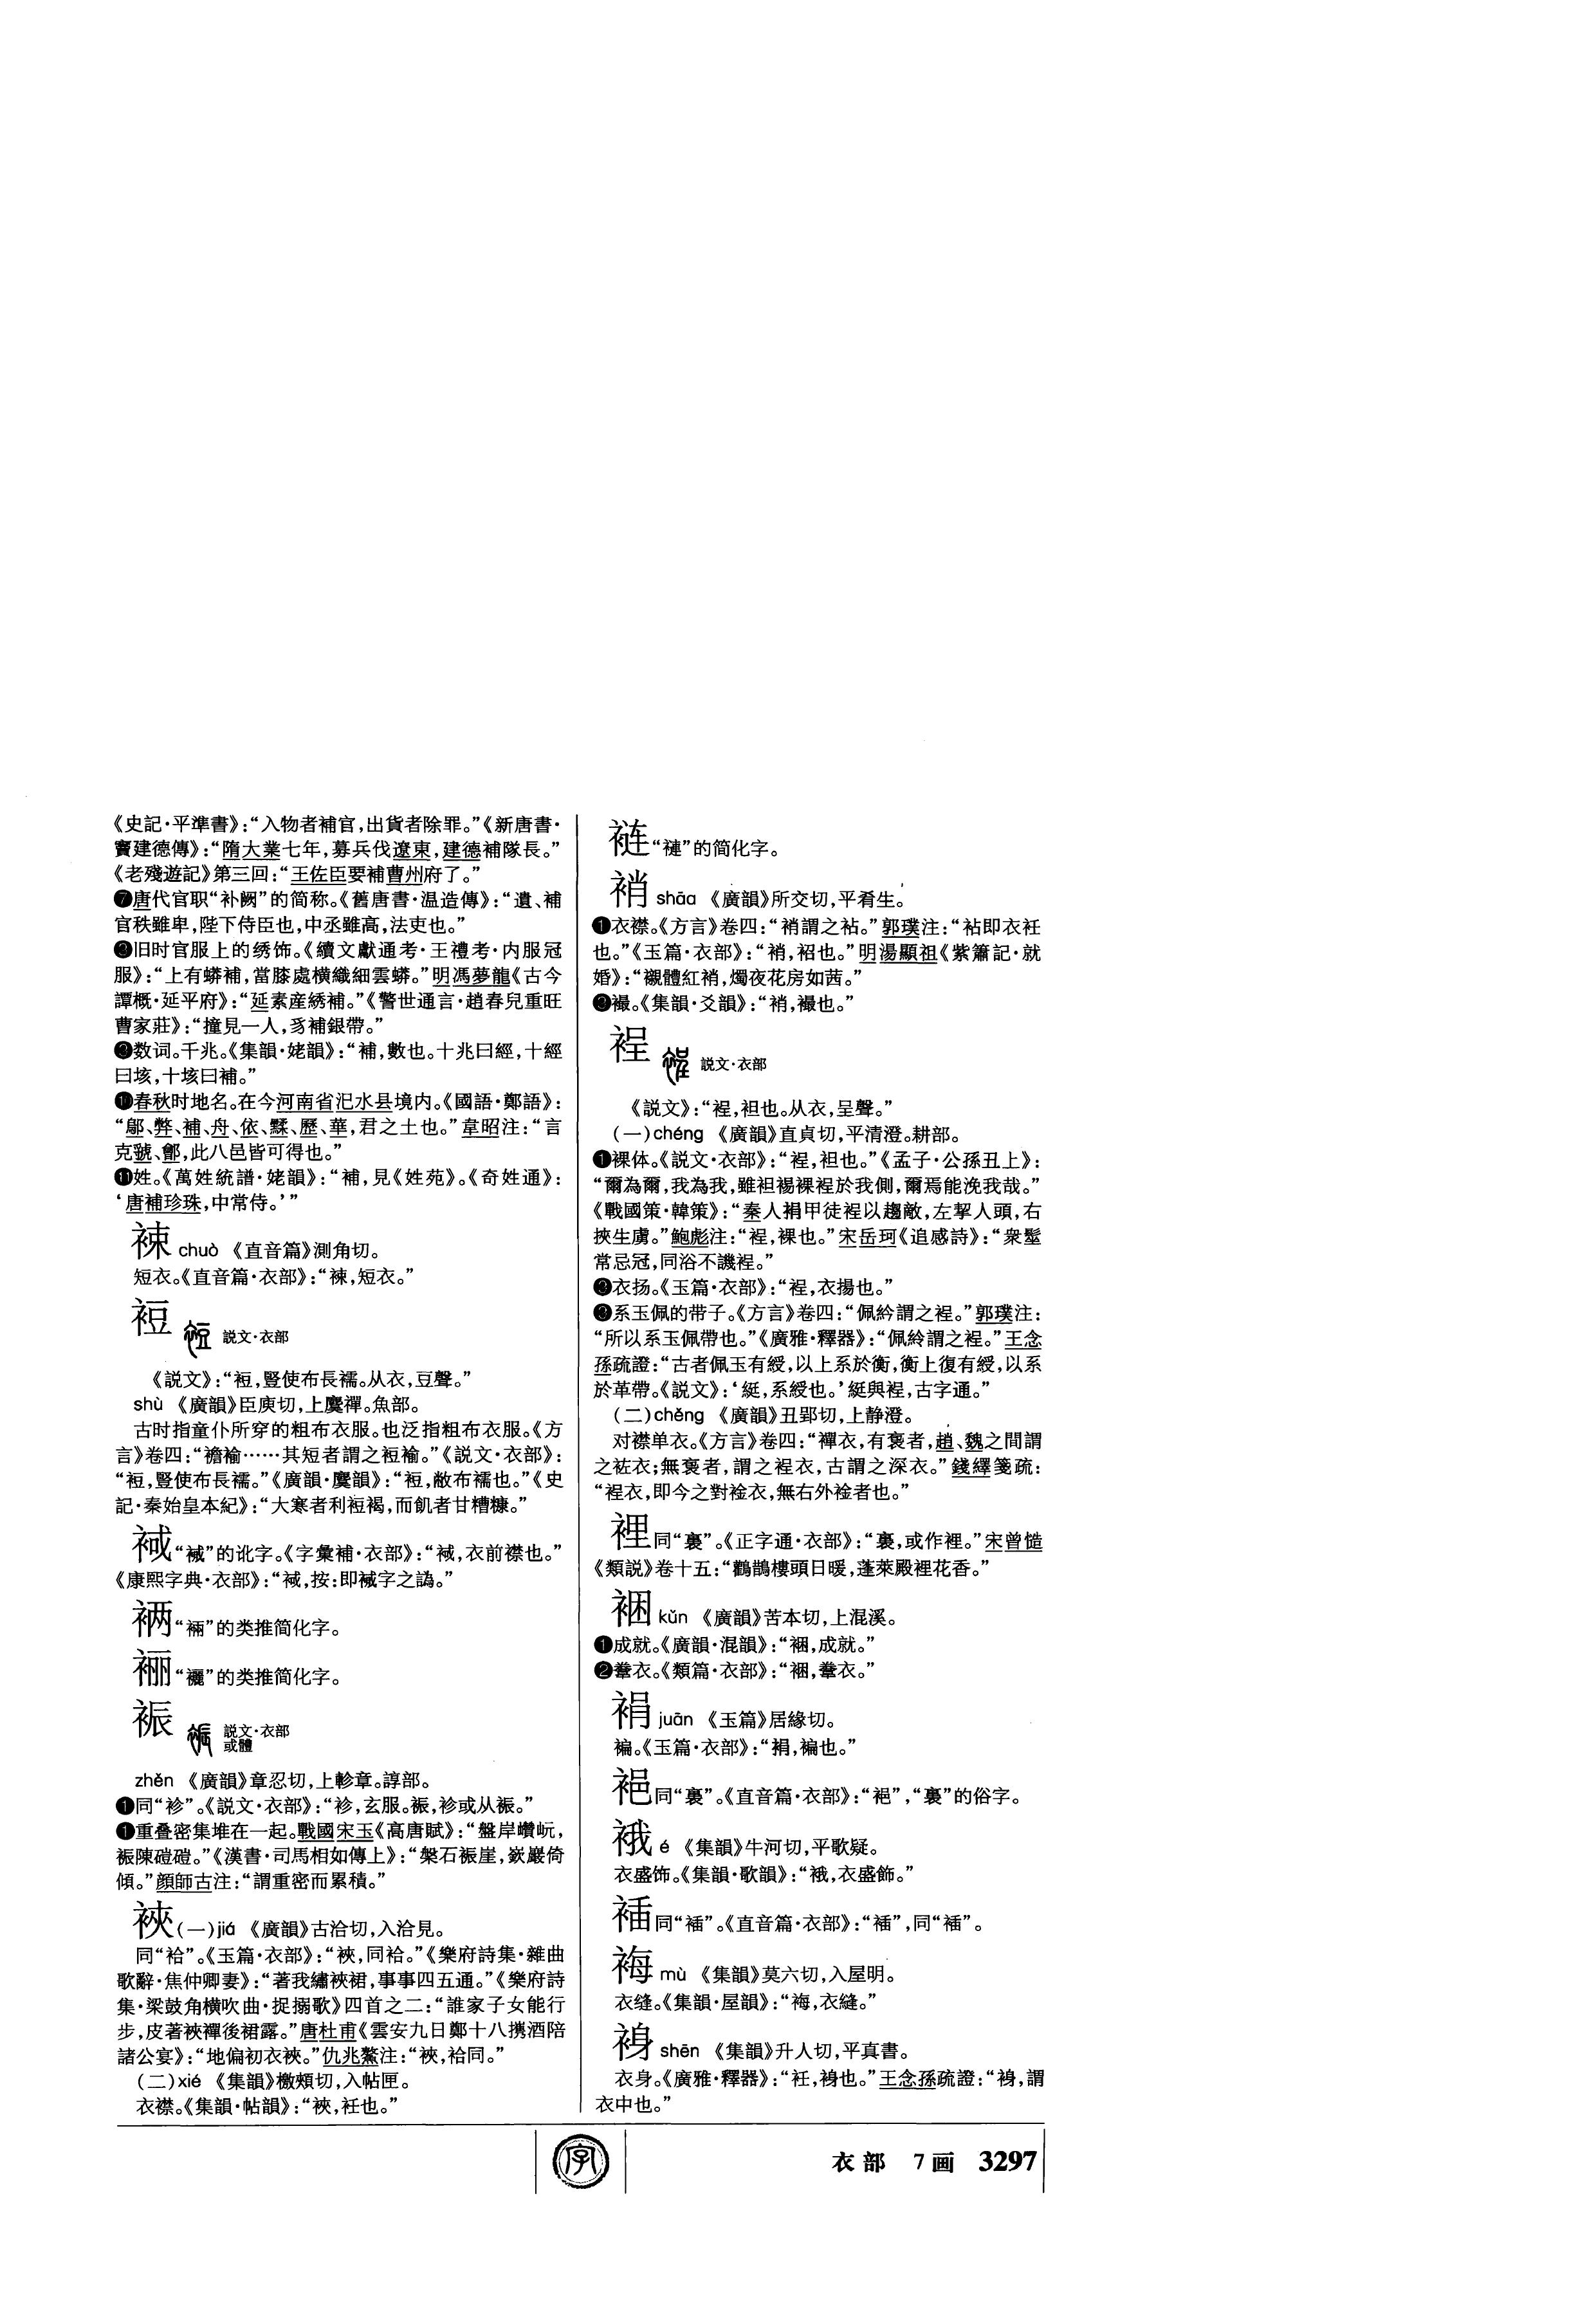 《史記·平準書》：“入物者補官，出貨者除罪。”《新唐書·
竇建德傳》：“隋大業七年，募兵伐遼東，建德補隊長。”
《老殘遊記》第三回：“王佐臣要補曹州府了。”
❼唐代官职“补阙”的简称。《舊唐書·温造傳》：“遺、補
官秩雖卑，陛下侍臣也，中丞雖高，法吏也。”
旧时官服上的绣饰。《續文獻通考·王禮考·内服冠
服》：“上有蟒補，當膝處横織細雲蟒。”明馮夢龍《古今
譚概·延平府》：“延素産綉補。”《警世通言·趙春兒重旺
曹家莊》：“撞見一人，豸補銀帶。”
数词。千兆。《集韻·姥韻》：“補，數也。十兆曰經，十經
曰垓，十垓曰補。”
春秋时地名。在今河南省汜水县境内。《國語·鄭語》：
“鄔、弊、補、舟、依、𪑩、歷、華，君之土也。”韋昭注：“言
克虢、鄶，此八邑皆可得也。”
⓫姓。《萬姓統譜·姥韻》：“補，見《姓苑》。《奇姓通》：
‘唐補珍珠，中常侍。’”
𧙾 chuò 《直音篇》測角切。
短衣。《直音篇·衣部》：“𧙾，短衣。”
裋 説文·衣部
《説文》：“裋，豎使布長襦。从衣，豆聲。”
shù 《廣韻》臣庾切，上麌禪。魚部。
古时指童仆所穿的粗布衣服。也泛指粗布衣服。《方
言》卷四：“襜褕……其短者謂之裋褕。”《説文·衣部》：
“裋，豎使布長襦。”《廣韻·麌韻》：“裋，敝布襦也。”《史
記·秦始皇本紀》：“大寒者利裋褐，而飢者甘糟糠。”
“祴”的讹字。《字彙補·衣部》：“，衣前襟也。”
《康熙字典·衣部》：“，按：即祴字之譌。”
“裲”的类推简化字。
“襹”的类推简化字。
裖 説文·衣部
或體
zhěn 《廣韻》章忍切，上軫章。諄部。
❶同“袗”。《説文·衣部》：“袗，玄服。裖，袗或从裖。”
❶重叠密集堆在一起。戰國宋玉《高唐賦》：“盤岸巑岏，
裖陳磑磑。”《漢書·司馬相如傳上》：“槃石裖崖，嶔巖倚
傾。”顔師古注：“謂重密而累積。”
裌(一)jiá 《廣韻》古洽切，入洽見。
同“袷”。《玉篇·衣部》：“裌，同袷。”《樂府詩集·雜曲
歌辭·焦仲卿妻》：“著我繡裌裙，事事四五通。”《樂府詩
集·梁鼓角横吹曲·捉搦歌》四首之二：“誰家子女能行
步，皮著裌襌後裙露。”唐杜甫《雲安九日鄭十八携酒陪
諸公宴》：“地偏初衣裌。”仇兆鰲注：“裌，袷同。”
(二)xié 《集韻》檄頰切，入帖匣。
衣襟。《集韻·帖韻》：“裌，衽也。”
裢“褳”的简化字。
䘯 shāo 《廣韻》所交切，平肴生。
❶衣襟。《方言》卷四：“䘯謂之袩。”郭璞注：“袩即衣衽
也。”《玉篇·衣部》：“䘯，袑也。”明湯顯祖《紫簫記·就
婚》：“襯體紅䘯，燭夜花房如茜。”
襊。《集韻·爻韻》：“䘯，襊也。”
裎 説文·衣部
《説文》：“裎，袒也。从衣，呈聲。”
(一)chéng 《廣韻》直貞切，平清澄。耕部。
❶裸体。《説文·衣部》：“裎，袒也。”《孟子·公孫丑上》：
“爾為爾，我為我，雖袒裼裸裎於我側，爾焉能浼我哉。”
《戰國策·韓策》：“秦人捐甲徒裎以趨敵，左挈人頭，右
挾生虜。”鮑彪注：“裎，裸也。”宋岳珂《追感詩》：“衆髽
常忌冠，同浴不譏裎。”
衣扬。《玉篇·衣部》：“裎，衣揚也。”
❸系玉佩的带子。《方言》卷四：“佩紟謂之裎。”郭璞注：
“所以系玉佩帶也。”《廣雅·釋器》：“佩紟謂之裎。”王念
孫疏證：“古者佩玉有綬，以上系於衡，衡上復有綬，以系
於革帶。《説文》：‘綎，系綬也。’綎與裎，古字通。”
(二)chěng 《廣韻》丑郢切，上静澄。
对襟单衣。《方言》卷四：“襌衣，有褒者，趙、魏之間謂
之袏衣；無褒者，謂之裎衣，古謂之深衣。”錢繹箋疏：
“裎衣，即今之對裣衣，無右外裣者也。”
裡同“裏”。《正字通·衣部》：“裏，或作裡。”宋曾慥
《類説》卷十五：“鸛鵲樓頭日暖，蓬萊殿裡花香。”
裍 kǔn 《廣韻》苦本切，上混溪。
❶成就。《廣韻·混韻》：“裍，成就。”
❷䙅衣。《類篇·衣部》：“裍，䙅衣。”
裐 juān 《玉篇》居緣切。
褊。《玉篇·衣部》：“裐，褊也。”
裛同“裛”。《直音篇·衣部》：“”，“裛”的俗字。
𧚄 é 《集韻》牛河切，平歌疑。
衣盛饰。《集韻·歌韻》：“𧚄，衣盛飾。”
同“”。《直音篇·衣部》：“”，同“”。
𧚀 mù 《集韻》莫六切，入屋明。
衣缝。《集韻·屋韻》：“𧚀，衣縫。”
shēn 《集韻》升人切，平真書。
衣身。《廣雅·釋器》：“衽，也。”王念孫疏證：“，謂
衣中也。”
字
衣部 7画 3297